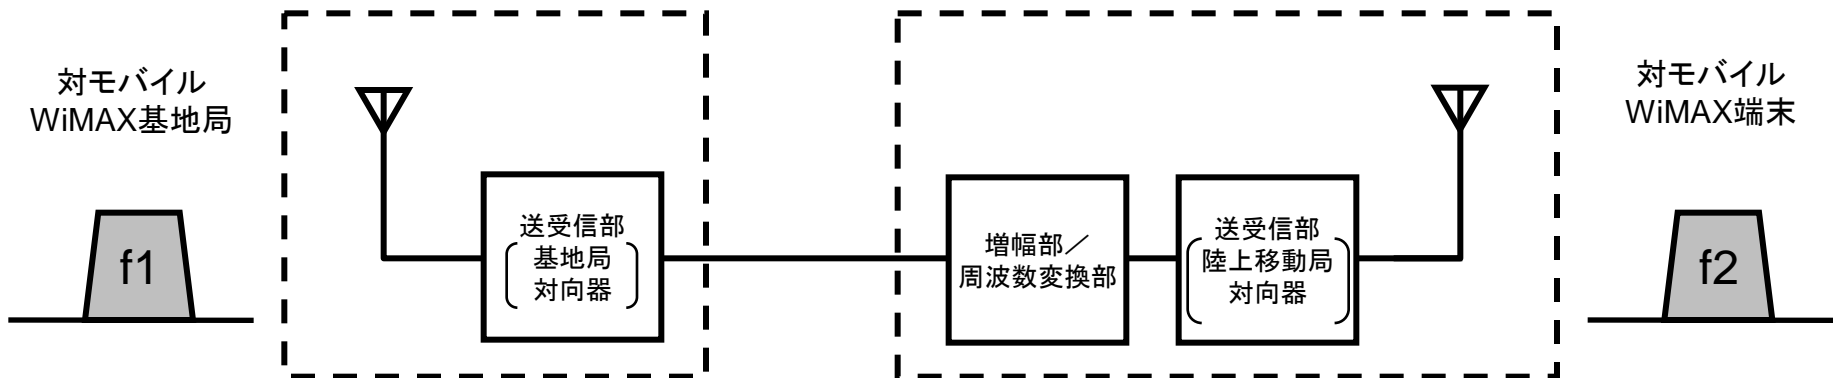 対モバイル
WiMAX基地局
f1
送受信部
基地局
対向器
増幅部／
周波数変換部
送受信部
陸上移動局
対向器
対モバイル
WiMAX端末
f2